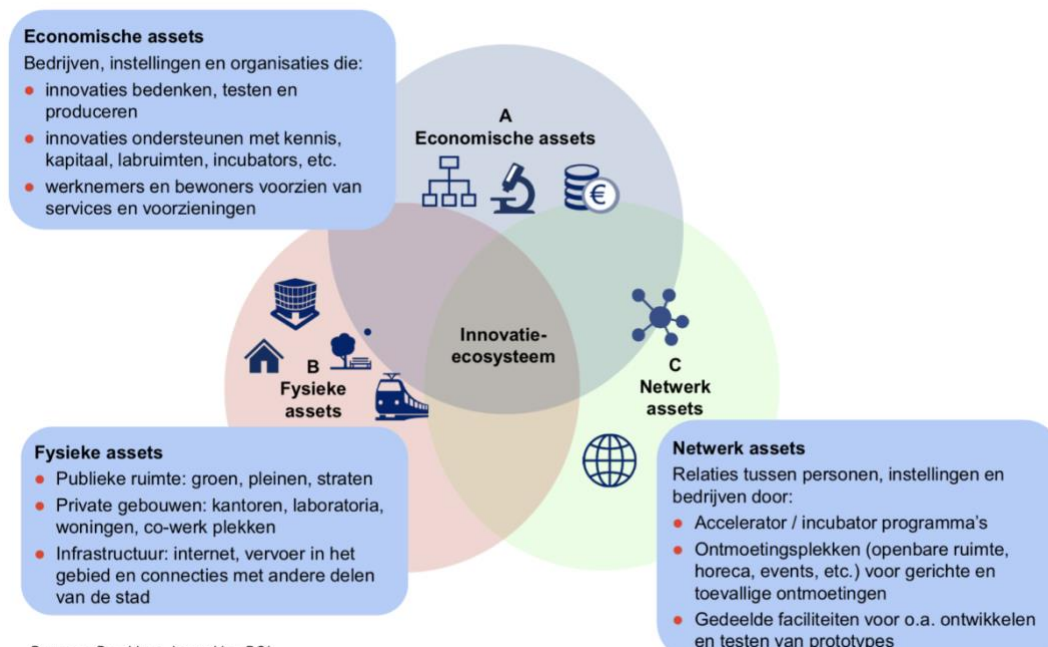 Economische assets
Bedrijven, instellingen en organisaties die:
● innovaties bedenken, testen en
produceren
● innovaties ondersteunen met kennis,
kapitaal, labruimten, incubators, etc.
● werknemers en bewoners voorzien van
services en voorzieningen
A
Economische assets
€
Innovatie-
ecosysteem
B
Fysieke
assets
C
Netwerk
assets
Fysieke assets
● Publieke ruimte: groen, pleinen, straten
● Private gebouwen: kantoren, laboratoria,
woningen, co-werk plekken
● Infrastructuur: internet, vervoer in het
gebied en connecties met andere delen
van de stad
Netwerk assets
Relaties tussen personen, instellingen en
bedrijven door:
● Accelerator / incubator programma's
● Ontmoetingsplekken (openbare ruimte,
horeca, events, etc.) voor gerichte en
toevallige ontmoetingen
● Gedeelde faciliteiten voor o.a. ontwikkelen
en testen van prototypes